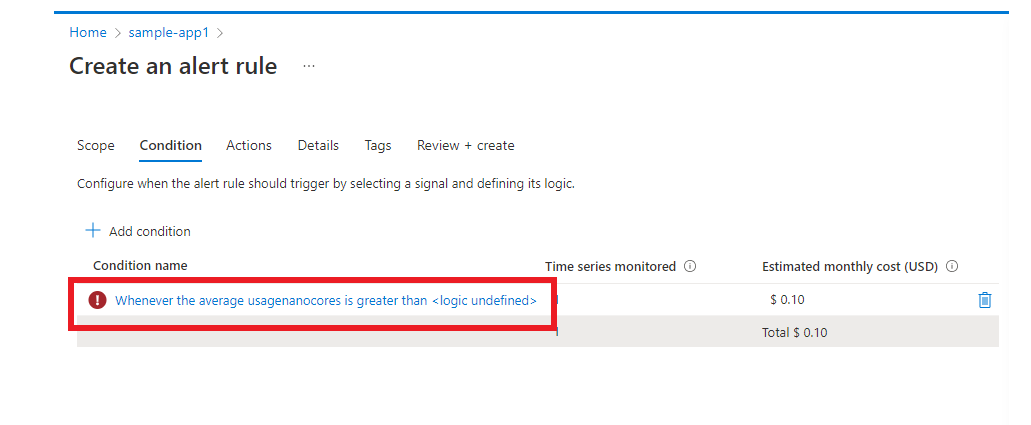 Home > sample-app1 >
Create an alert rule ...
Scope Condition Actions Details Tags Review + create
Configure when the alert rule should trigger by selecting a signal and defining its logic.
+ Add condition
Condition name Time series monitored Estimated monthly cost (USD)
Whenever the average usagenanocores is greater than <logic undefined> 1 $ 0.10
1 Total $ 0.10